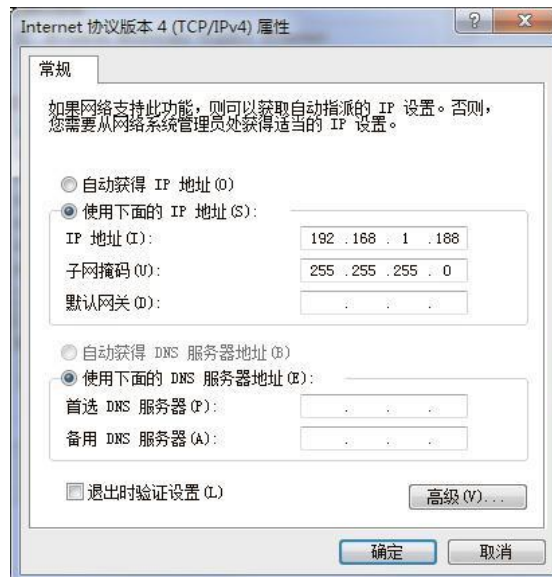 Internet 协议版本 4 (TCP/IPv4) 属性
常规
如果网络支持此功能，则可以获取自动指派的 IP 设置。否则，
您需要从网络系统管理员处获得适当的 IP 设置。
自动获得 IP 地址(O)
使用下面的 IP 地址(S):
IP 地址(I): 192 .168 . 1 .188
子网掩码(U): 255 .255 .255 . 0
默认网关(D): . . .
自动获得 DNS 服务器地址(B)
使用下面的 DNS 服务器地址(E):
首选 DNS 服务器(P): . . .
备用 DNS 服务器(A): . . .
退出时验证设置(L)
高级(V)...
确定 取消